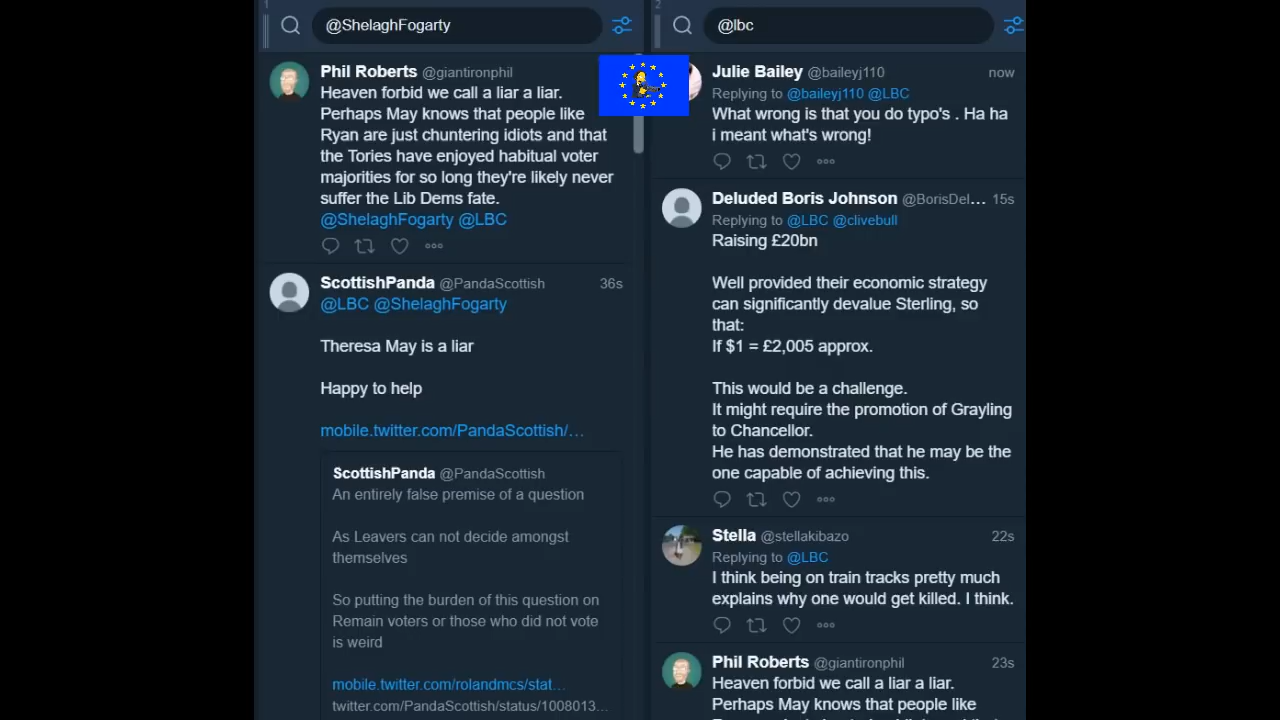 1
@ShelaghFogarty
Phil Roberts @giantironphil
Heaven forbid we call a liar a liar.
Perhaps May knows that people like
Ryan are just chuntering idiots and that
the Tories have enjoyed habitual voter
majorities for so long they're likely never
suffer the Lib Dems fate.
@ShelaghFogarty @LBC
ScottishPanda @PandaScottish 36s
@LBC @ShelaghFogarty
Theresa May is a liar
Happy to help
mobile.twitter.com/PandaScottish/…
ScottishPanda @PandaScottish
An entirely false premise of a question
As Leavers can not decide amongst
themselves
So putting the burden of this question on
Remain voters or those who did not vote
is weird
mobile.twitter.com/rolandmcs/stat…
twitter.com/PandaScottish/status/1008013…
2
@lbc
Julie Bailey @baileyj110 now
Replying to @baileyj110 @LBC
What wrong is that you do typo's . Ha ha
i meant what's wrong!
Deluded Boris Johnson @BorisDel... 15s
Replying to @LBC @clivebull
Raising £20bn
Well provided their economic strategy
can significantly devalue Sterling, so
that:
If $1 = £2,005 approx.
This would be a challenge.
It might require the promotion of Grayling
to Chancellor.
He has demonstrated that he may be the
one capable of achieving this.
Stella @stellakibazo 22s
Replying to @LBC
I think being on train tracks pretty much
explains why one would get killed. I think.
Phil Roberts @giantironphil 23s
Heaven forbid we call a liar a liar.
Perhaps May knows that people like